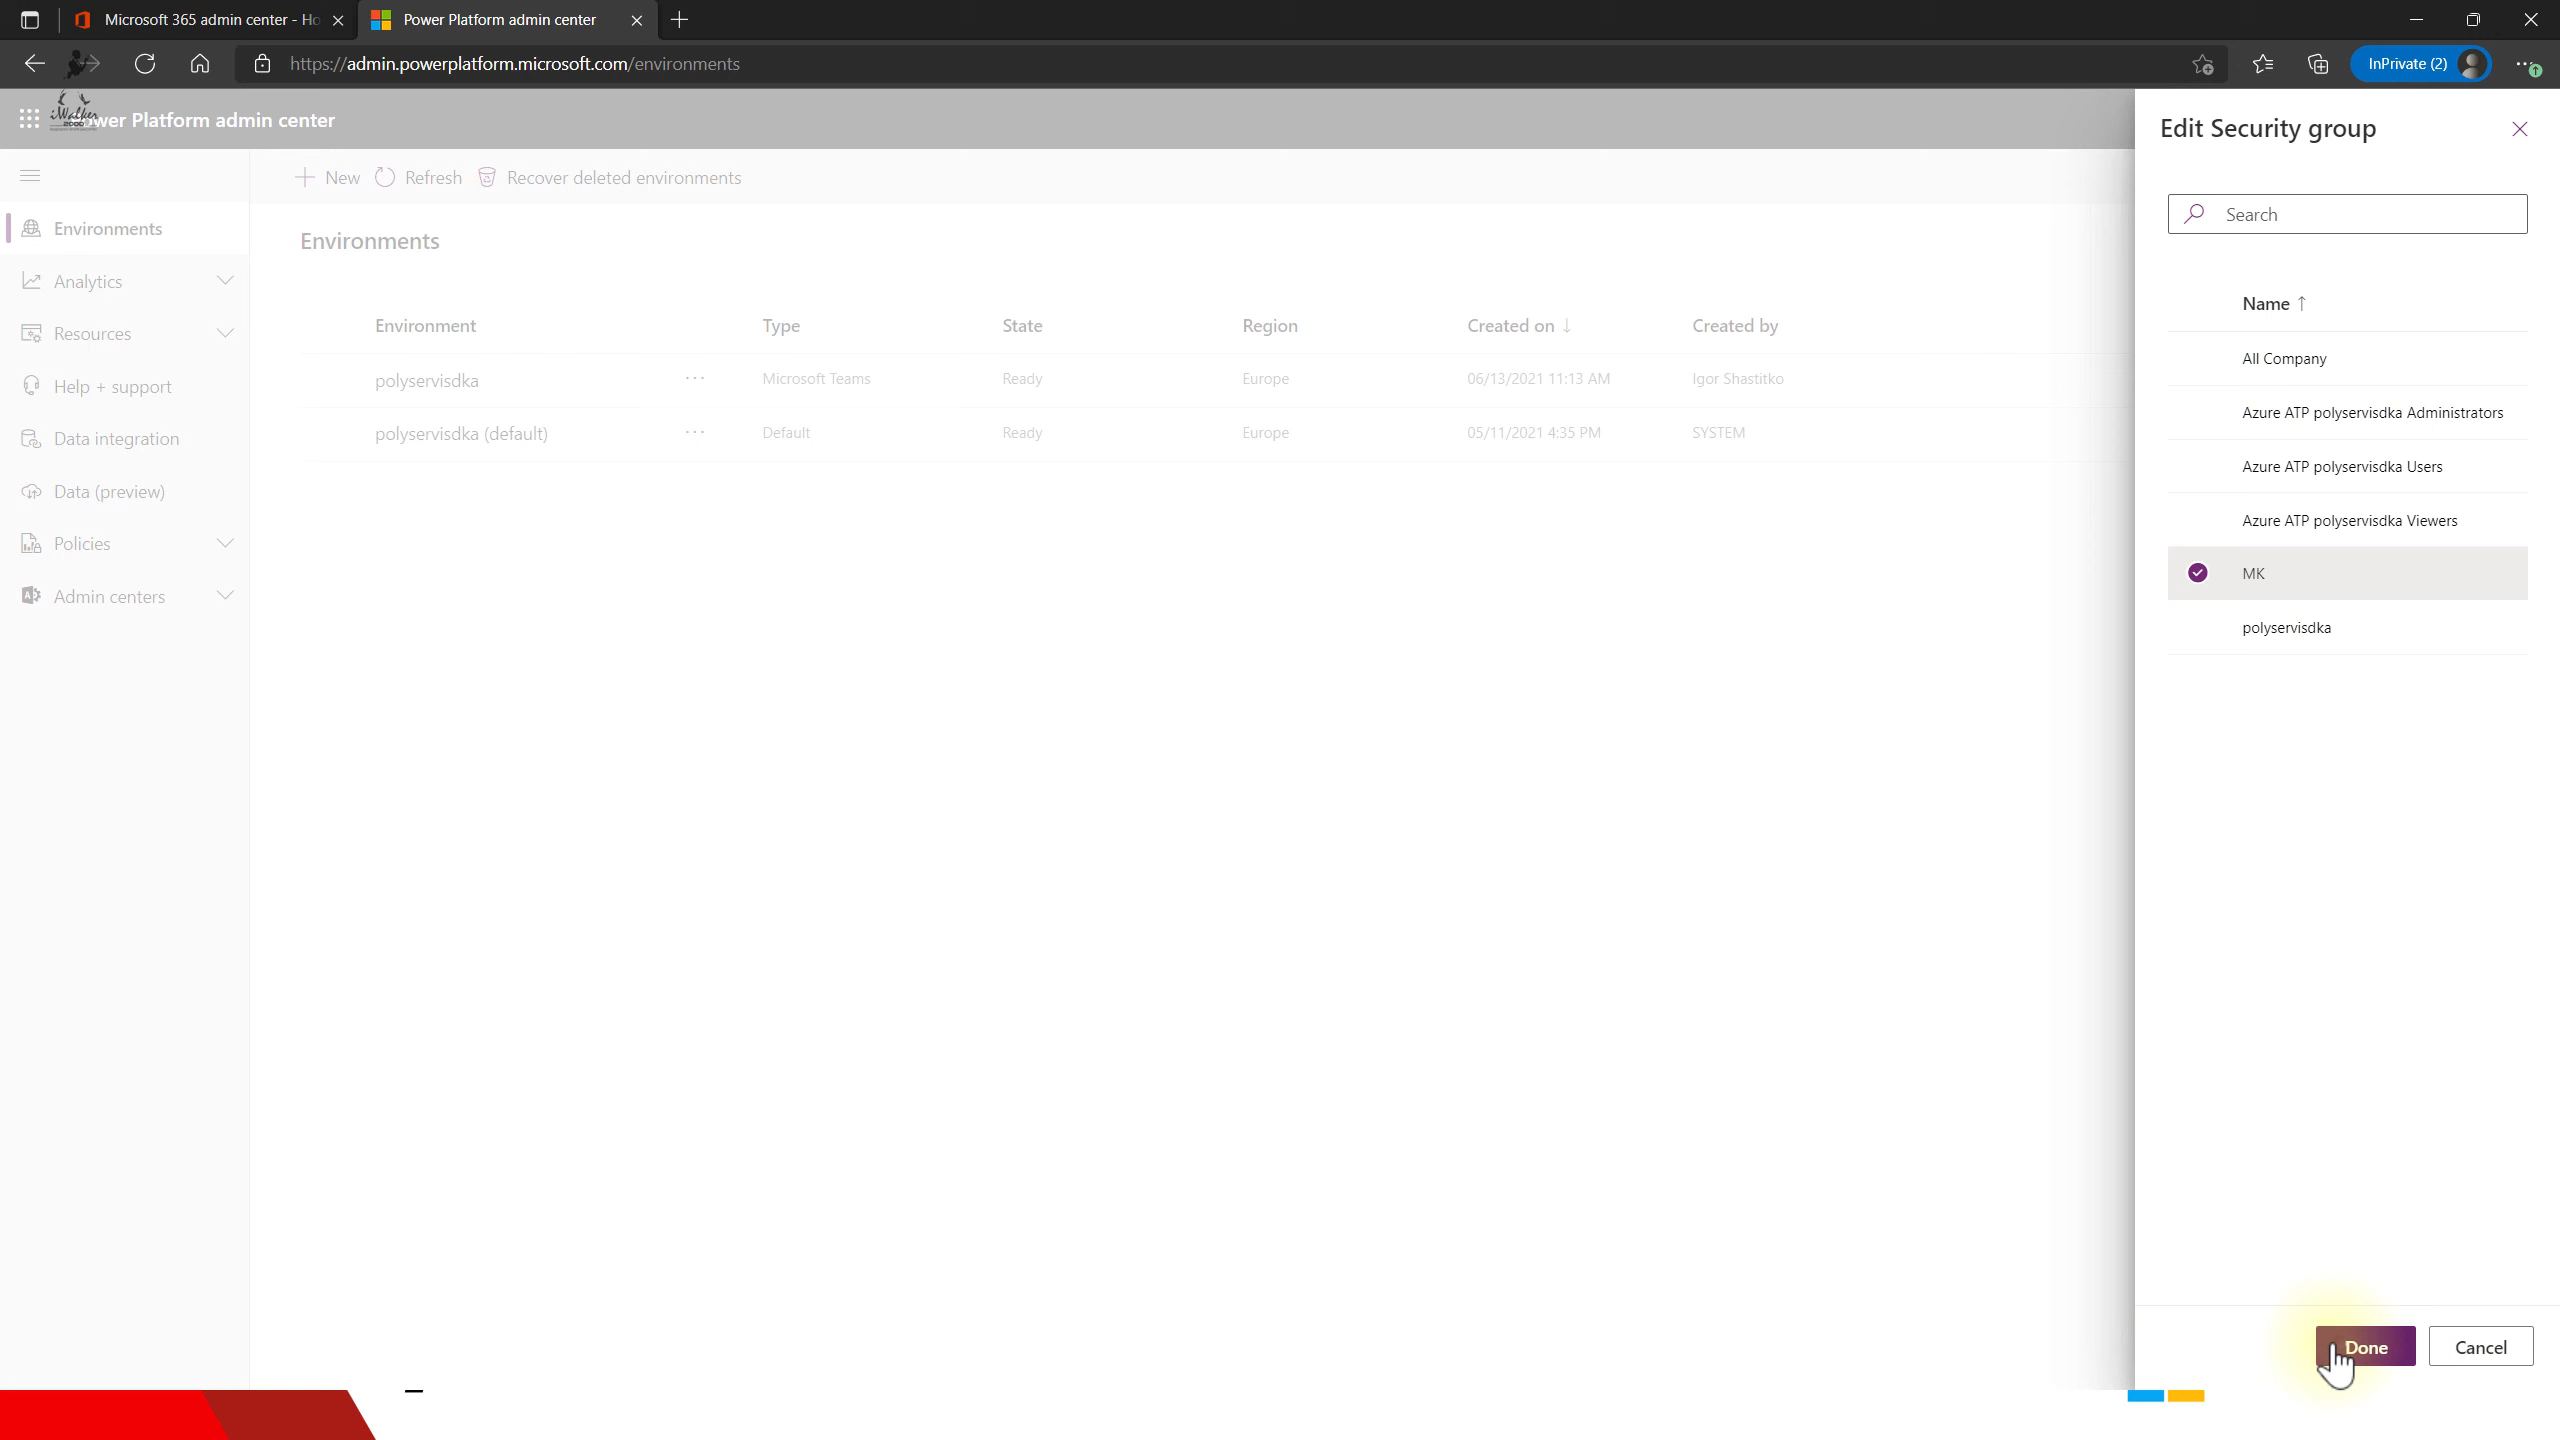 Microsoft 365 admin center - Ho
Power Platform admin center
https://admin.powerplatform.microsoft.com/environments
InPrivate (2)
iWalker
2000
wer Platform admin center
Edit Security group
New
Refresh
Recover deleted environments
Search
Environments
Analytics
Resources
Help + support
Data integration
Data (preview)
Policies
Admin centers
Environments
Environment Type State Region Created on Created by
polyservisdka ... Microsoft Teams Ready Europe 06/13/2021 11:13 AM Igor Shastitko
polyservisdka (default) ... Default Ready Europe 05/11/2021 4:35 PM SYSTEM
Name
All Company
Azure ATP polyservisdka Administrators
Azure ATP polyservisdka Users
Azure ATP polyservisdka Viewers
MK
polyservisdka
Done
Cancel